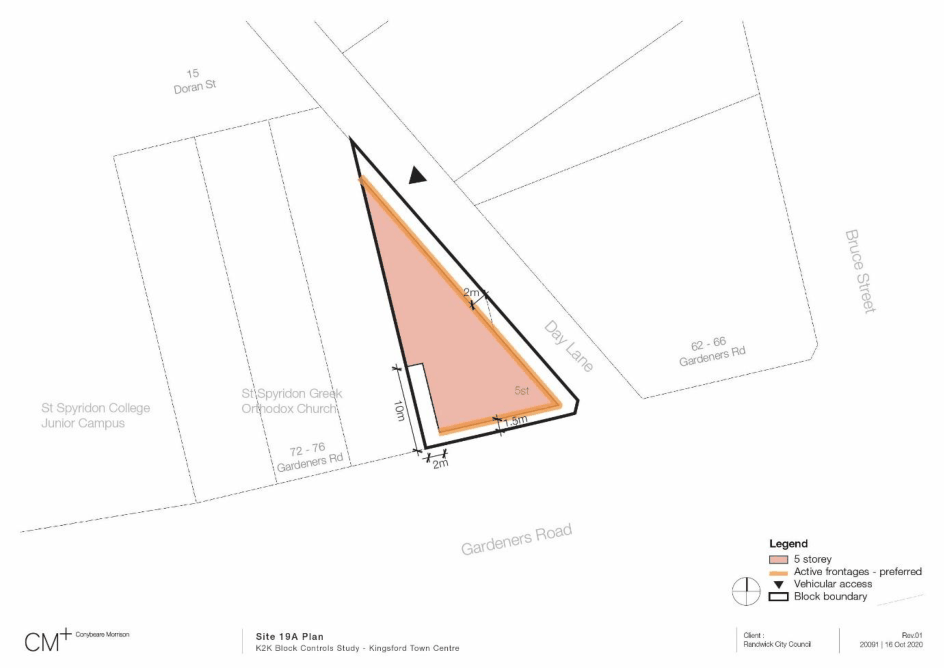 15
Doran St
2m
Bruce Street
Day Lane
62 - 66
Gardeners Rd
5st
St Spyridon College
Junior Campus
St Spyridon Greek
Orthodox Church
10m
1.5m
72 - 76
Gardeners Rd
2m
Gardeners Road
Legend
5 storey
Active frontages - preferred
Vehicular access
Block boundary
CM+ Conybeare Morrison
Site 19A Plan
K2K Block Controls Study - Kingsford Town Centre
Client :
Randwick City Council
Rev.01
20091 | 16 Oct 2020